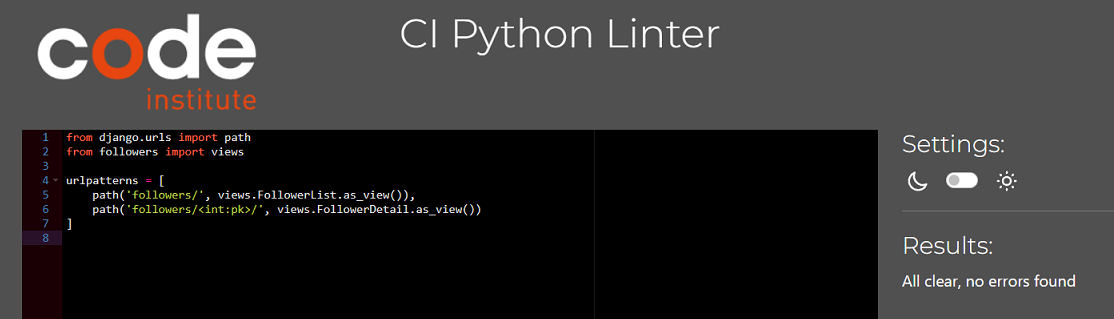 code
institute
CI Python Linter
1 from django.urls import path
2 from followers import views
3
4 urlpatterns = [
5     path('followers/', views.FollowerList.as_view()),
6     path('followers/<int:pk>/', views.FollowerDetail.as_view())
7 ]
8
Settings:
Results:
All clear, no errors found